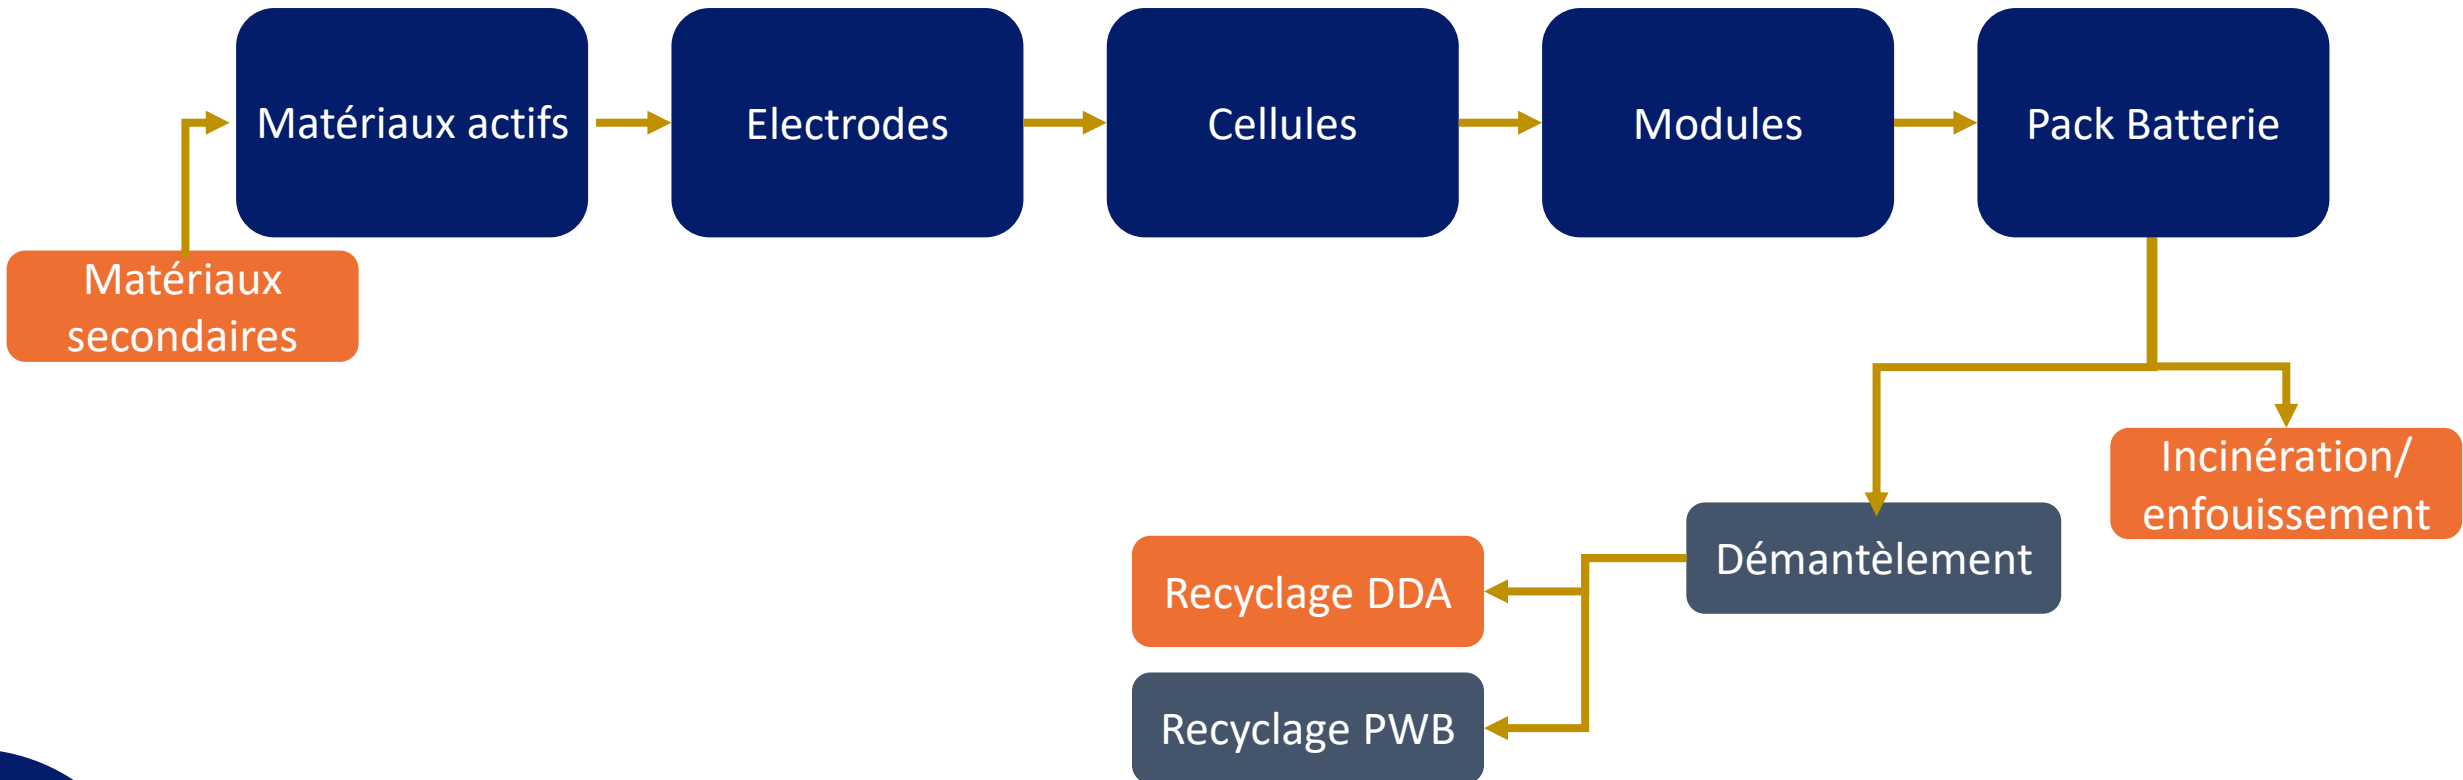 Matériaux actifs
Electrodes
Cellules
Modules
Pack Batterie
Matériaux
secondaires
Incinération/
enfouissement
Démantèlement
Recyclage DDA
Recyclage PWB